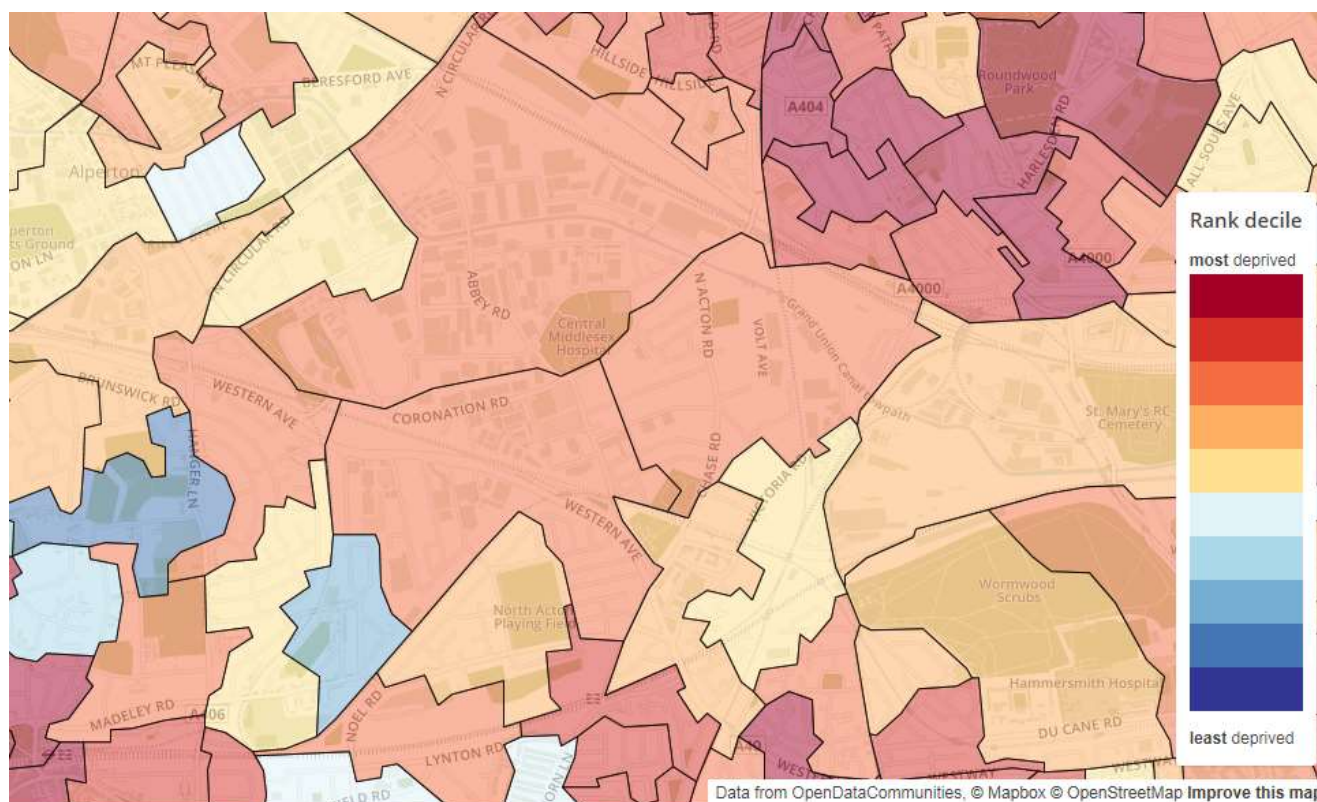 N CIRCULAR RD
HILLSIDE
HILLSIDE
MT PLEASANT
BERESFORD AVE
Roundwood
Park
A404
HARLESDEN RD
ALL SOULS AVE
Alperton
N CIRCULAR RD
Rank decile
most deprived
ABBEY RD
N ACTON RD
VOLT AVE
A4000
A4000
Grand Union Canal Towpath
Central
Middlesex
Hospital
BRUNSWICK RD
WESTERN AVE
CORONATION RD
St. Mary's RC
Cemetery
HANGER LN
CHASE RD
VICTORIA RD
WESTERN AVE
North Acton
Playing Field
Wormwood
Scrubs
Hammersmith Hospital
MADELEY RD
A406
NOEL RD
LYNTON RD
A40
DU CANE RD
WESTWAY
least deprived
Data from OpenDataCommunities, © Mapbox © OpenStreetMap Improve this map